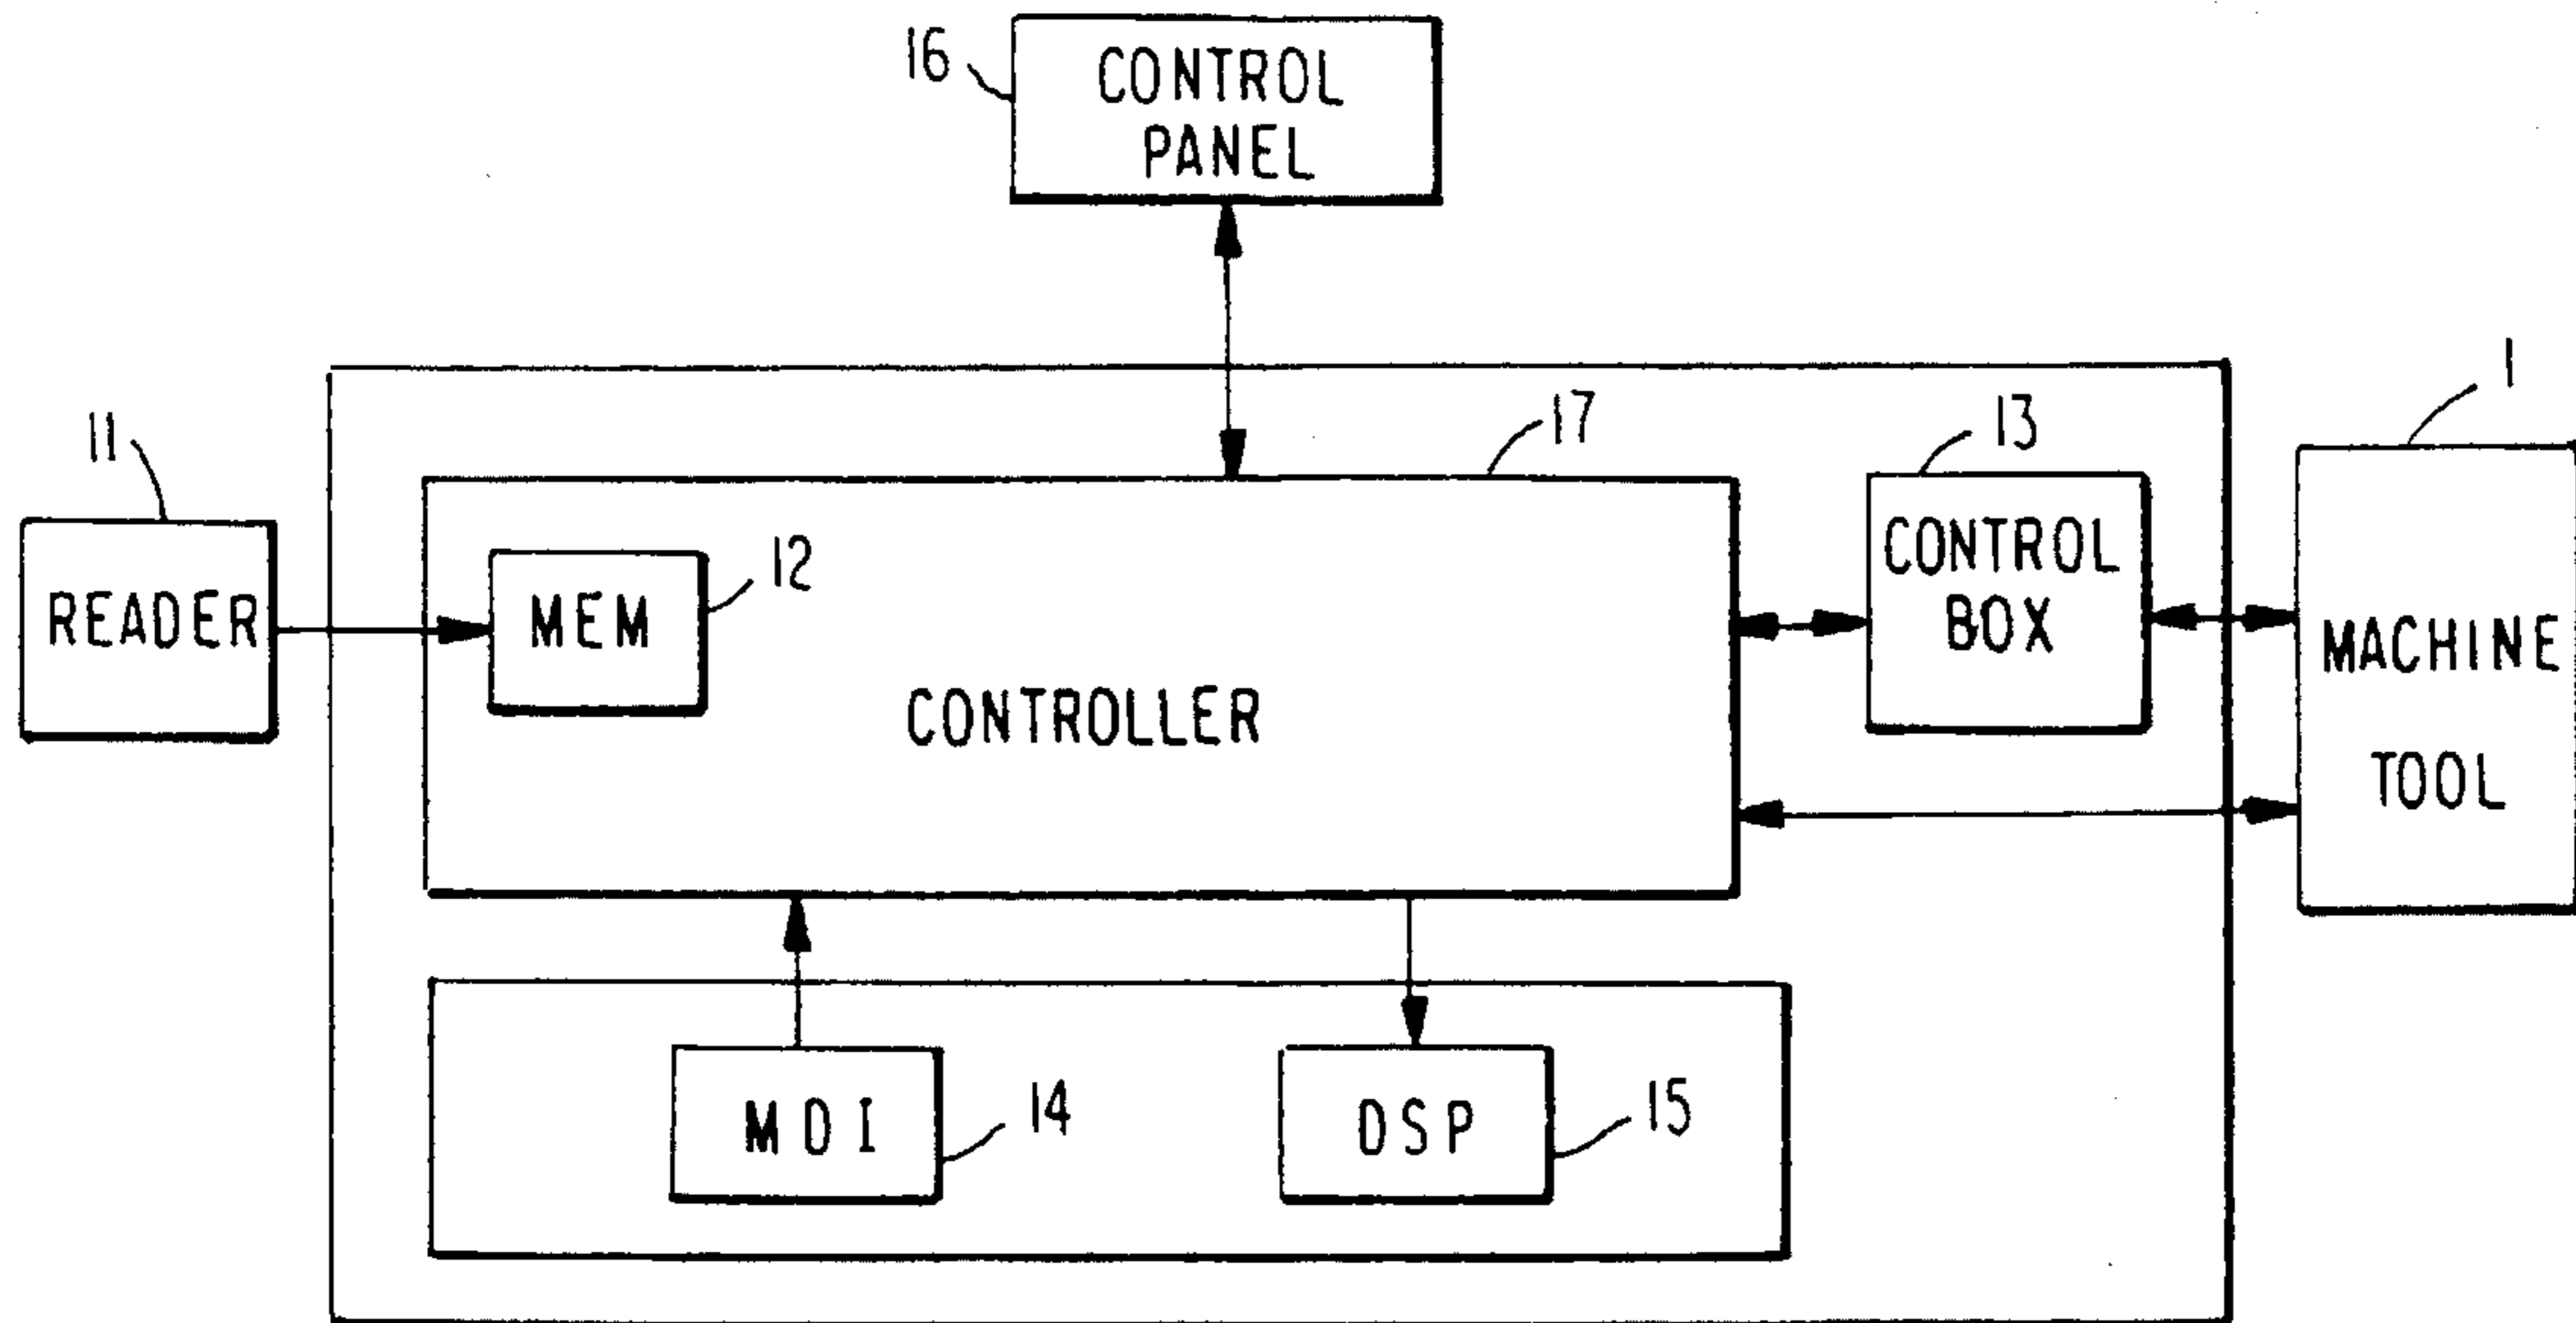 16
CONTROL
PANEL
1
17
13
11
CONTROL
BOX
12
READER
MEM
MACHINE
TOOL
CONTROLLER
MDI
14
DSP
15